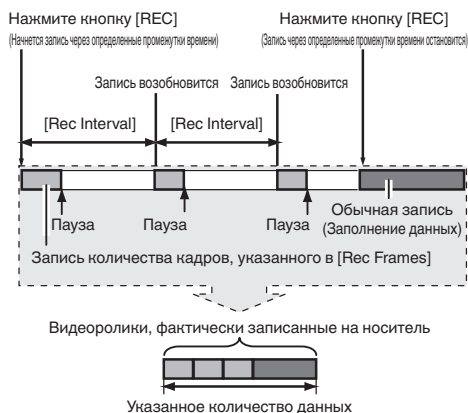 Нажмите кнопку [REC]
(Начнется запись через определенные промежутки времени)
Нажмите кнопку [REC]
(Запись через определенные промежутки времени остановится)
Запись возобновится
Запись возобновится
[Rec Interval]
[Rec Interval]
Пауза
Пауза
Пауза
Обычная запись
(Заполнение данных)
Запись количества кадров, указанного в [Rec Frames]
Видеоролики, фактически записанные на носитель
Указанное количество данных